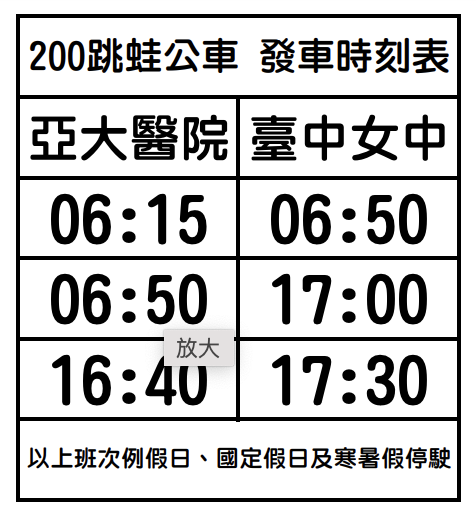 200跳蛙公車 發車時刻表
亞大醫院 臺中女中
06:15 06:50
06:50 17:00
放大
16:40 17:30
以上班次例假日、國定假日及寒暑假停駛